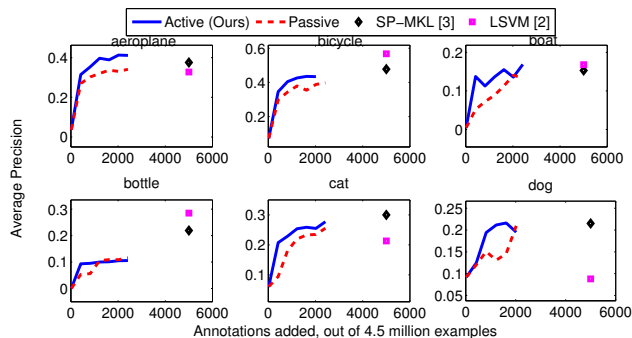 Active (Ours) Passive SP−MKL [3] LSVM [2]
aeroplane bicycle boat
0.4 0.6 0.2
0.2 0.4 0.1
0 0.2 0
0 2000 4000 6000 0 2000 4000 6000 0 2000 4000 6000
bottle cat dog
0.3 0.3 0.25
0.2 0.2 0.2
0.1 0.1 0.15
0 0.1
0.05
0 2000 4000 6000 0 2000 4000 6000 0 2000 4000 6000
Average Precision
Annotations added, out of 4.5 million examples